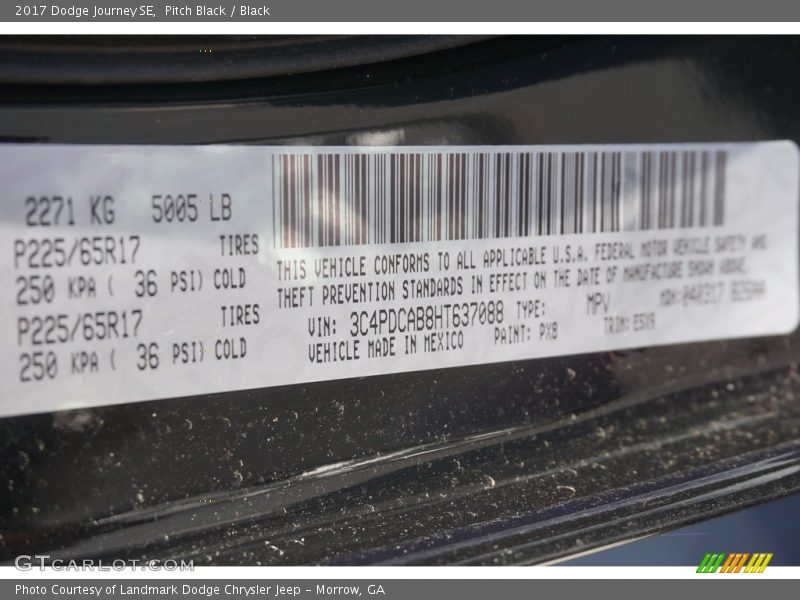 2017 Dodge Journey SE, Pitch Black / Black
2271 KG 5005 LB
P225/65R17 TIRES
250 KPA ( 36 PSI) COLD
P225/65R17 TIRES
250 KPA ( 36 PSI) COLD
THIS VEHICLE CONFORMS TO ALL APPLICABLE U.S.A. FEDERAL MOTOR VEHICLE SAFETY AND
THEFT PREVENTION STANDARDS IN EFFECT ON THE DATE OF MANUFACTURE SHOWN ABOVE.
VIN: 3C4PDCAB8HT637088 TYPE: MPV MDH:
VEHICLE MADE IN MEXICO PAINT: PX8 TRIM:
GTCARLOT.COM
Photo Courtesy of Landmark Dodge Chrysler Jeep – Morrow, GA